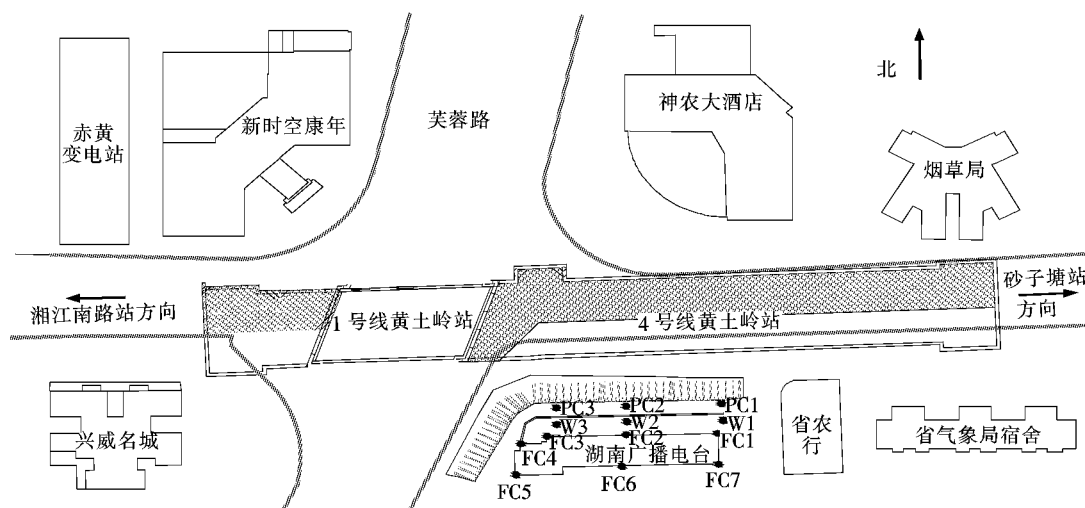 北
赤黄
变电站
新时空康年
芙蓉路
神农大酒店
烟草局
湘江南路站方向
1号线黄土岭站
4号线黄土岭站
砂子塘站
方向
兴威名城
PC3
PC2
PC1
W3
W2
W1
FC4
FC3
FC2
FC1
湖南广播电台
FC5
FC6
FC7
省农
行
省气象局宿舍